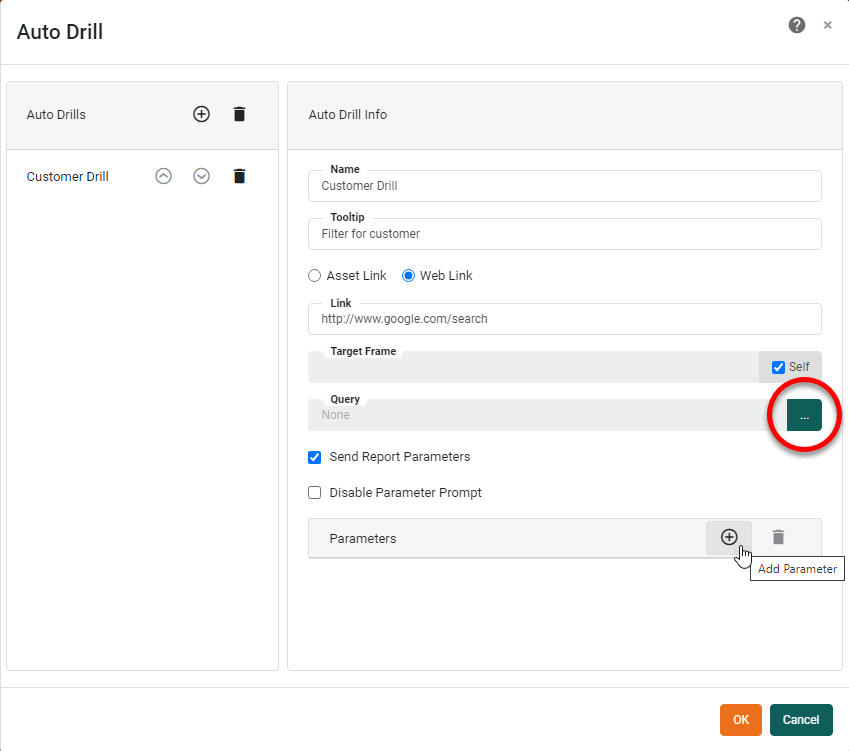 Auto Drill
Auto Drills
Customer Drill
Auto Drill Info
Name
Customer Drill
Tooltip
Filter for customer
Asset Link
Web Link
Link
http://www.google.com/search
Target Frame
Self
Query
None
...
Send Report Parameters
Disable Parameter Prompt
Parameters
Add Parameter
OK
Cancel